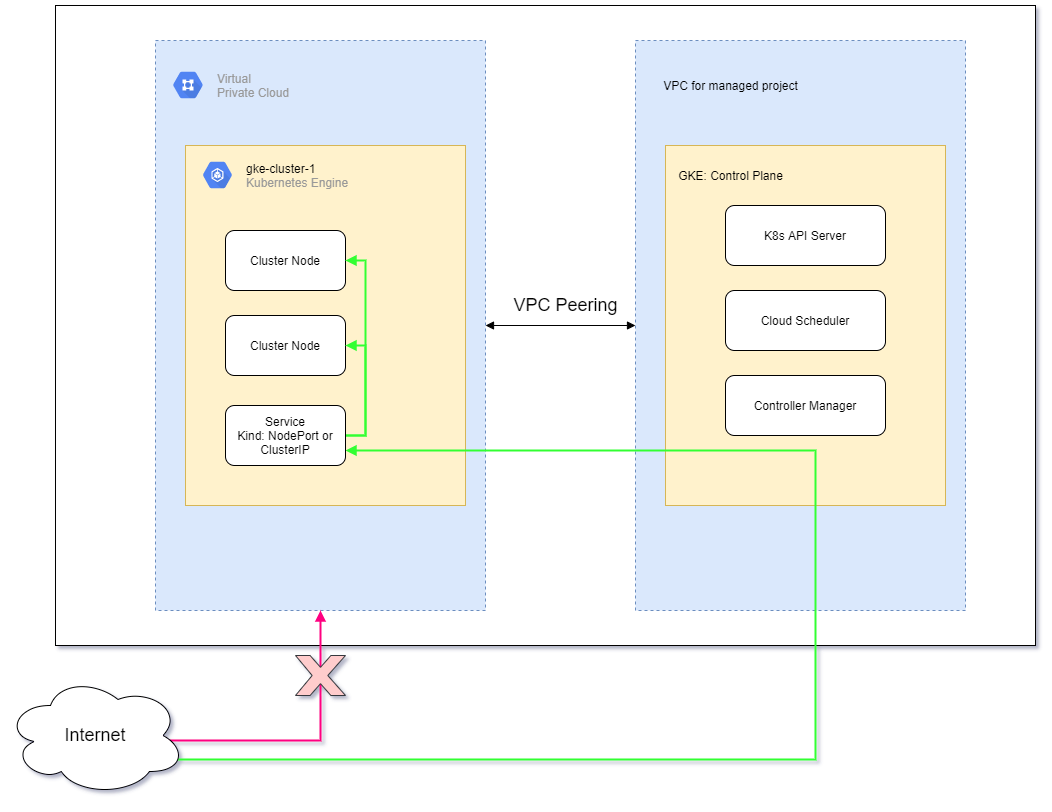 Virtual
Private Cloud
gke-cluster-1
Kubernetes Engine
Cluster Node
Cluster Node
Service
Kind: NodePort or
ClusterIP
VPC Peering
VPC for managed project
GKE: Control Plane
K8s API Server
Cloud Scheduler
Controller Manager
Internet